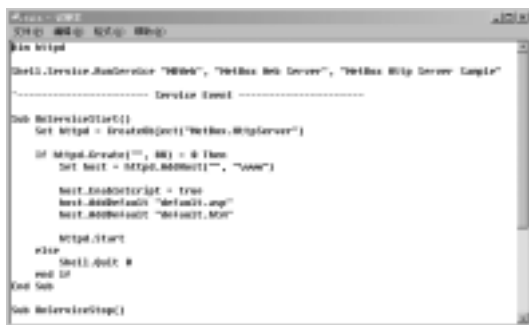 Dim httpd
Shell.Service.RunService "NBWeb", "NetBox Web Server", "NetBox Http Server Sample"
'---------------------- Service Event ---------------------
Sub OnServiceStart()
Set httpd = CreateObject("NetBox.HttpServer")
If httpd.Create("", 80) = 0 Then
Set host = httpd.AddHost("", "\www")
host.EnableScript = true
host.AddDefault "default.asp"
host.AddDefault "default.htm"
httpd.Start
else
Shell.Quit 0
end if
End Sub
Sub OnServiceStop()